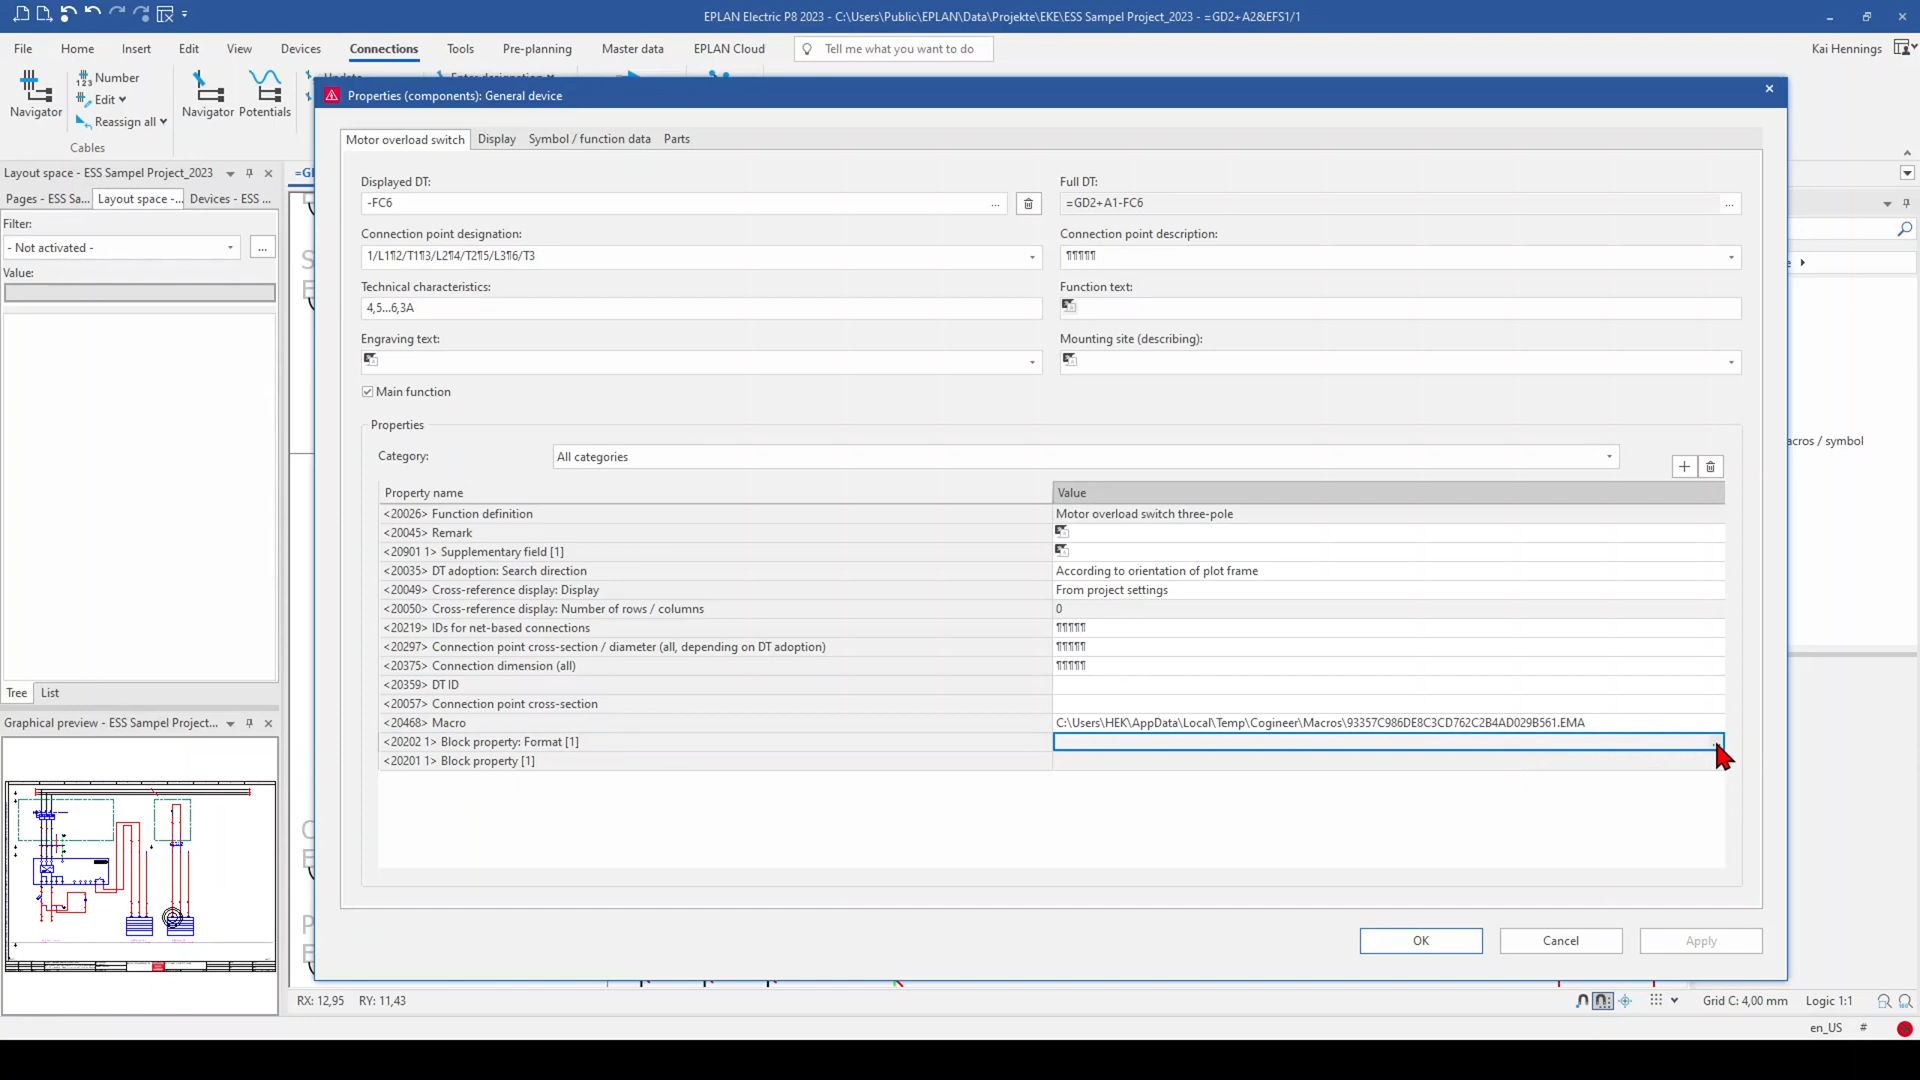 EPLAN Electric P8 2023 - C:\Users\Public\EPLAN\Data\Projekte\EKE\ESS Sampel Project_2023 - =GD2+A2&EFS1/1
File Home Insert Edit View Devices Connections Tools Pre-planning Master data EPLAN Cloud Tell me what you want to do Kai Hennings
Navigator
Number
Edit
Reassign all
Cables
Navigator
Potentials
Properties (components): General device
Layout space - ESS Sampel Project_2023
Pages - ESS Sa... Layout space -... Devices - ESS ...
Filter:
- Not activated -
...
Value:
Tree List
Graphical preview - ESS Sampel Project...
Motor overload switch Display Symbol / function data Parts
Displayed DT:
-FC6
...
Full DT:
=GD2+A1-FC6
...
Connection point designation:
1/L1¶2/T1¶3/L2¶4/T2¶5/L3¶6/T3
Connection point description:
¶¶¶¶¶
Technical characteristics:
4,5...6,3A
Function text:
Engraving text:
Mounting site (describing):
Main function
Properties
Category:
All categories
Property name Value
<20026> Function definition Motor overload switch three-pole
<20045> Remark
<20901 1> Supplementary field [1]
<20035> DT adoption: Search direction According to orientation of plot frame
<20049> Cross-reference display: Display From project settings
<20050> Cross-reference display: Number of rows / columns 0
<20219> IDs for net-based connections ¶¶¶¶¶
<20297> Connection point cross-section / diameter (all, depending on DT adoption) ¶¶¶¶¶
<20375> Connection dimension (all) ¶¶¶¶¶
<20359> DT ID
<20057> Connection point cross-section
<20468> Macro C:\Users\HEK\AppData\Local\Temp\Cogineer\Macros\93357C986DE8C3CD762C2B4AD029B561.EMA
<20202 1> Block property: Format [1]
<20201 1> Block property [1]
OK Cancel Apply
acros / symbol
RX: 12,95 RY: 11,43
Grid C: 4,00 mm Logic 1:1
en_US #